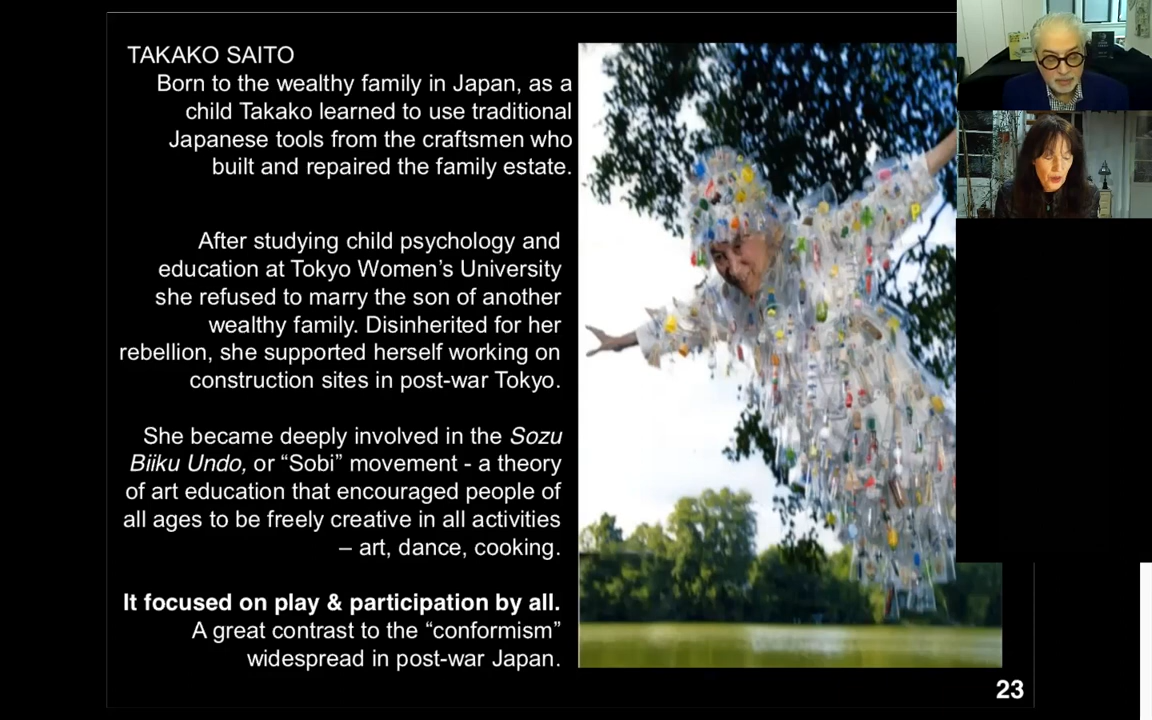 TAKAKO SAITO
Born to the wealthy family in Japan, as a
child Takako learned to use traditional
Japanese tools from the craftsmen who
built and repaired the family estate.
After studying child psychology and
education at Tokyo Women’s University
she refused to marry the son of another
wealthy family. Disinherited for her
rebellion, she supported herself working on
construction sites in post-war Tokyo.
She became deeply involved in the Sozu
Biiku Undo, or “Sobi” movement - a theory
of art education that encouraged people of
all ages to be freely creative in all activities
– art, dance, cooking.
It focused on play & participation by all.
A great contrast to the “conformism”
widespread in post-war Japan.
23